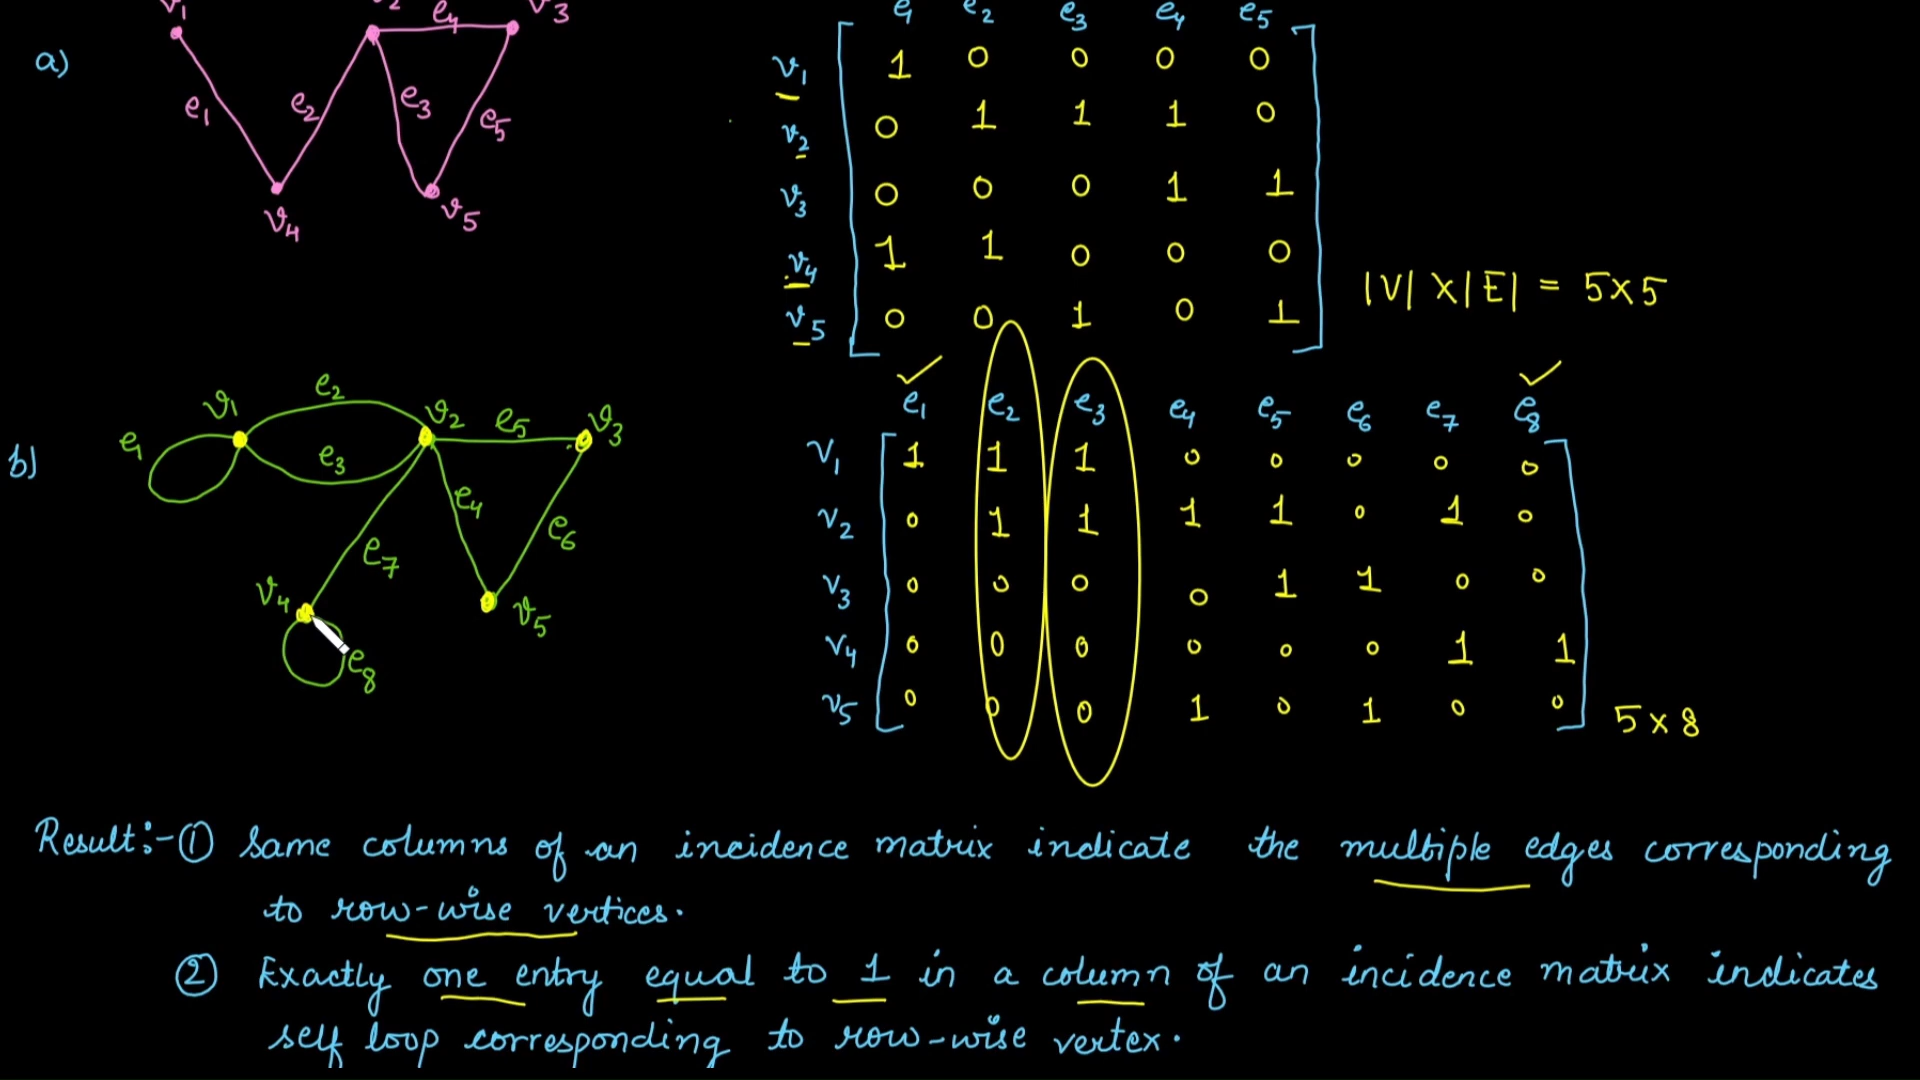 a)
v1 v2 e4 v3
e1 e2 e3 e5
v4 v5
e1 e2 e3 e4 e5
v1 1 0 0 0 0
v2 0 1 1 1 0
v3 0 0 0 1 1
v4 1 1 0 0 0
v5 0 0 1 0 1
|V| X |E| = 5x5
b)
v1 e2 v2 e5 v3
e1 e3
e4 e6
e7
v4 v5
e8
e1 e2 e3 e4 e5 e6 e7 e8
V1 1 1 1 0 0 0 0 0
V2 0 1 1 1 1 0 1 0
V3 0 0 0 0 1 1 0 0
V4 0 0 0 0 0 0 1 1
V5 0 0 0 1 0 1 0 0
5x8
Result:- ① Same columns of an incidence matrix indicate the multiple edges corresponding
to row-wise vertices.
② Exactly one entry equal to 1 in a column of an incidence matrix indicates
self loop corresponding to row-wise vertex.